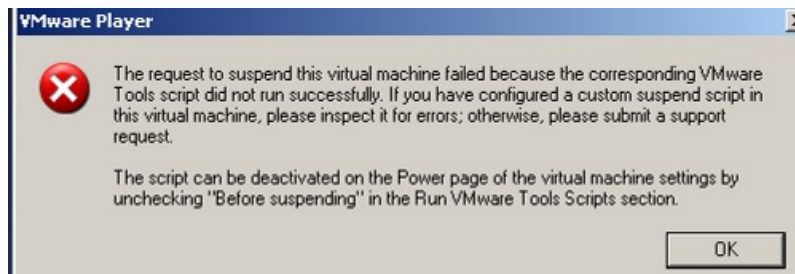 VMware Player
The request to suspend this virtual machine failed because the corresponding VMware
Tools script did not run successfully. If you have configured a custom suspend script in
this virtual machine, please inspect it for errors; otherwise, please submit a support
request.
The script can be deactivated on the Power page of the virtual machine settings by
unchecking "Before suspending" in the Run VMware Tools Scripts section.
OK